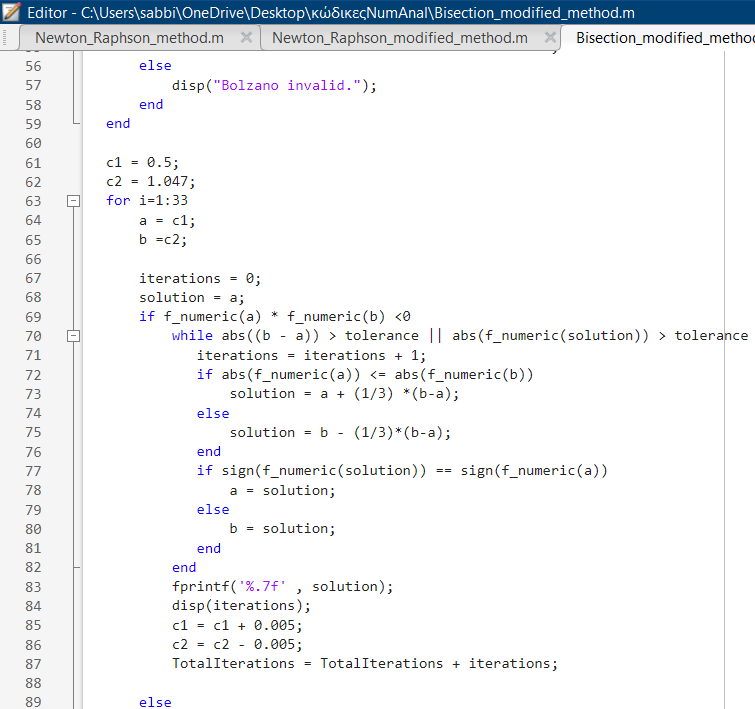 Editor - C:\Users\sabbi\OneDrive\Desktop\κώδικεςNumAnal\Bisection_modified_method.m
Newton_Raphson_method.m × Newton_Raphson_modified_method.m × Bisection_modified_metho
56 else
57 disp("Bolzano invalid.");
58 end
59 end
60
61 c1 = 0.5;
62 c2 = 1.047;
63 for i=1:33
64 a = c1;
65 b =c2;
66
67 iterations = 0;
68 solution = a;
69 if f_numeric(a) * f_numeric(b) <0
70 while abs((b - a)) > tolerance || abs(f_numeric(solution)) > tolerance
71 iterations = iterations + 1;
72 if abs(f_numeric(a)) <= abs(f_numeric(b))
73 solution = a + (1/3) *(b-a);
74 else
75 solution = b - (1/3)*(b-a);
76 end
77 if sign(f_numeric(solution)) == sign(f_numeric(a))
78 a = solution;
79 else
80 b = solution;
81 end
82 end
83 fprintf('%.7f' , solution);
84 disp(iterations);
85 c1 = c1 + 0.005;
86 c2 = c2 - 0.005;
87 TotalIterations = TotalIterations + iterations;
88
89 else